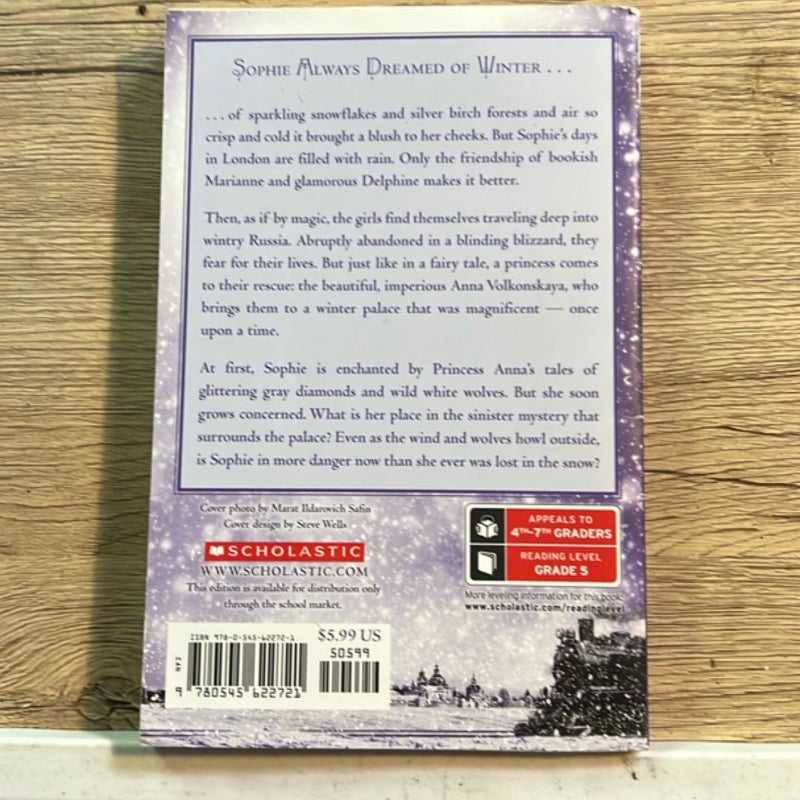 Sophie Always Dreamed of Winter . . .
. . . of sparkling snowflakes and silver birch forests and air so
crisp and cold it brought a blush to her cheeks. But Sophie's days
in London are filled with rain. Only the friendship of bookish
Marianne and glamorous Delphine makes it better.
Then, as if by magic, the girls find themselves traveling deep into
wintry Russia. Abruptly abandoned in a blinding blizzard, they
fear for their lives. But just like in a fairy tale, a princess comes
to their rescue: the beautiful, imperious Anna Volkonskaya, who
brings them to a winter palace that was magnificent — once
upon a time.
At first, Sophie is enchanted by Princess Anna's tales of
glittering gray diamonds and wild white wolves. But she soon
grows concerned. What is her place in the sinister mystery that
surrounds the palace? Even as the wind and wolves howl outside,
is Sophie in more danger now than she ever was lost in the snow?
Cover photo by Marat Ildarovich Safin
Cover design by Steve Wells
SCHOLASTIC
WWW.SCHOLASTIC.COM
This edition is available for distribution only
through the school market.
APPEALS TO
4TH–7TH GRADERS
READING LEVEL
GRADE 5
More leveling information for this book:
www.scholastic.com/readinglevel
ISBN 978-0-545-62272-1
$5.99 US
50599
EAN
9 780545 622721